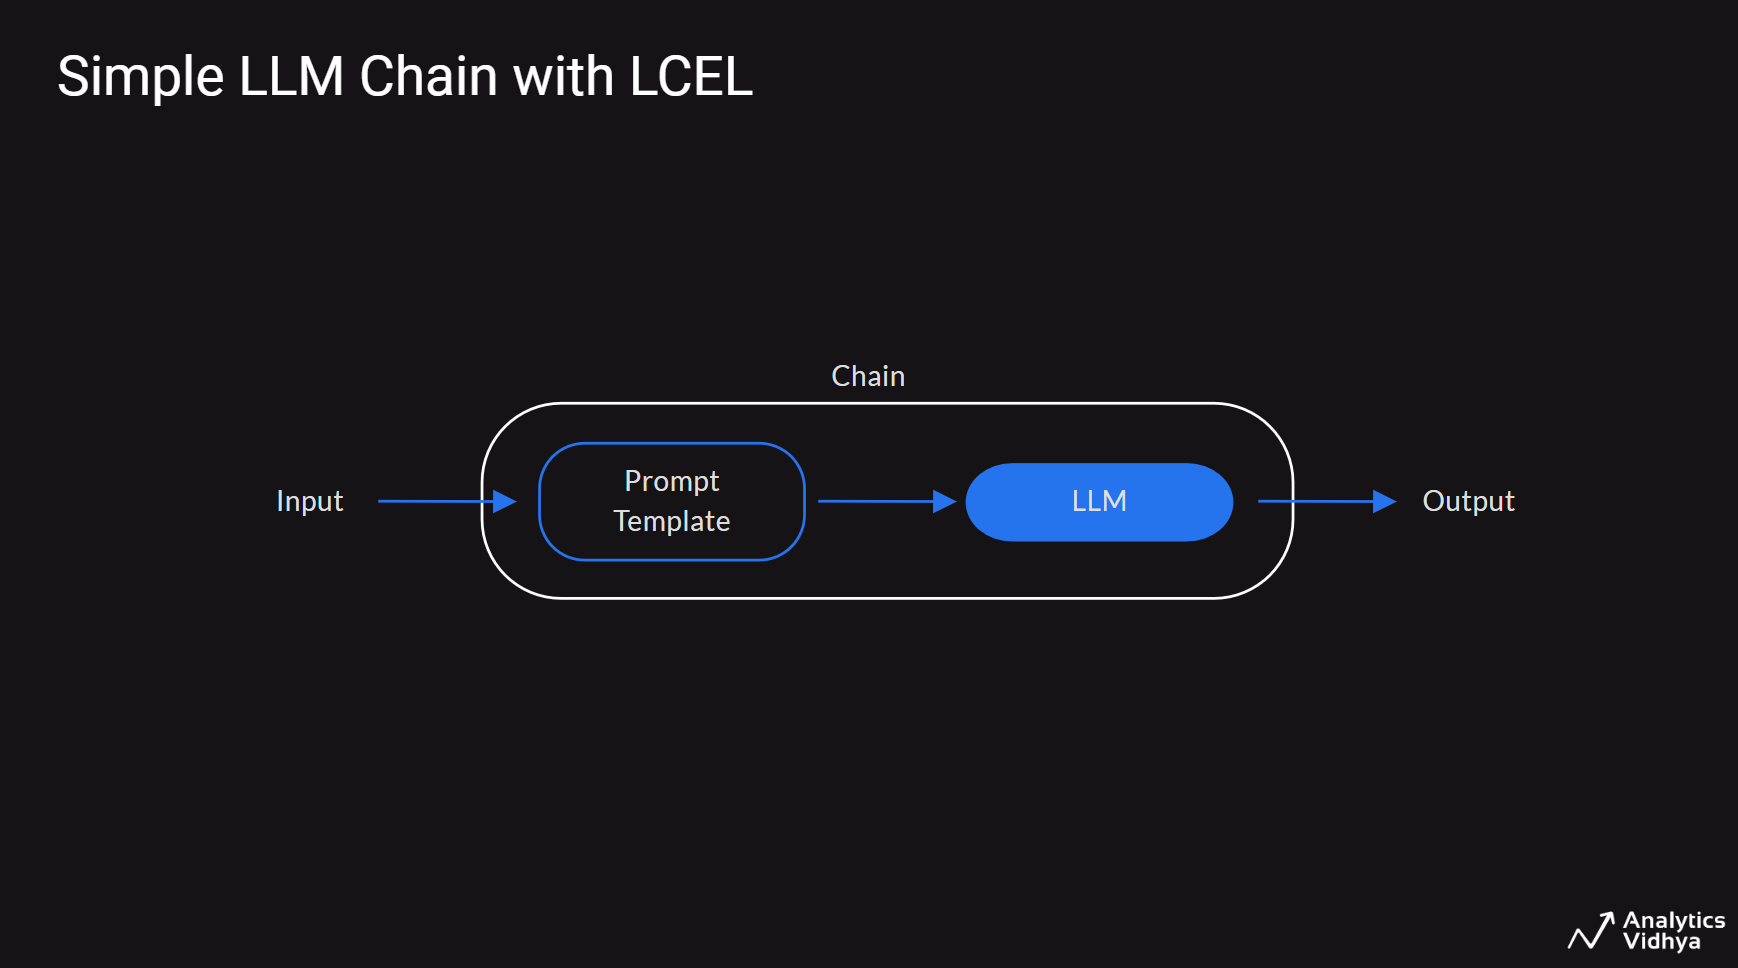 Simple LLM Chain with LCEL
Chain
Input
Prompt
Template
LLM
Output
Analytics
Vidhya